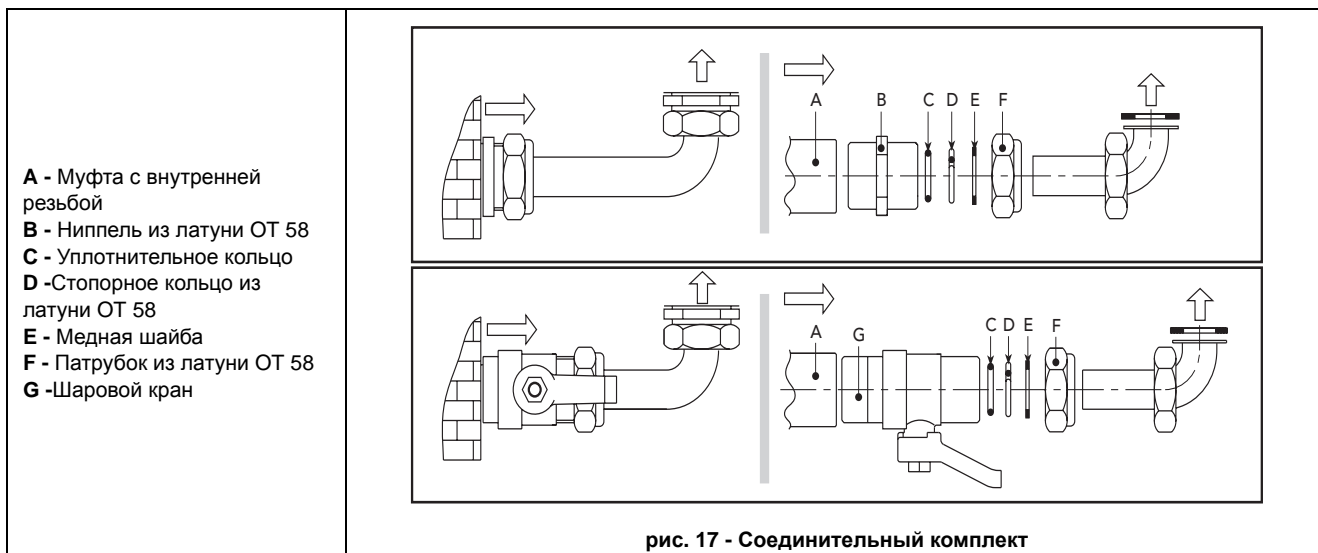 A - Муфта с внутренней
резьбой
B - Ниппель из латуни ОТ 58
C - Уплотнительное кольцо
D -Стопорное кольцо из
латуни ОТ 58
E - Медная шайба
F - Патрубок из латуни ОТ 58
G -Шаровой кран
A B C D E F
A G C D E F
рис. 17 - Соединительный комплект